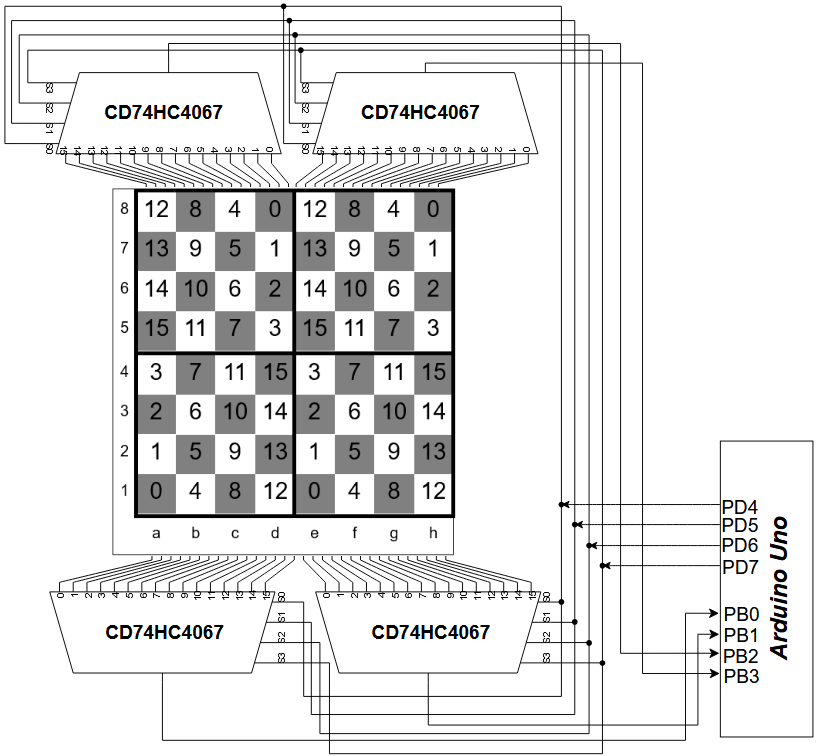 S3 S3
S2 S2
S1 S1
S0 S0
CD74HC4067 CD74HC4067
15 14 13 12 11 10 9 8 7 6 5 4 3 2 1 0 15 14 13 12 11 10 9 8 7 6 5 4 3 2 1 0
8 12 8 4 0 12 8 4 0
7 13 9 5 1 13 9 5 1
6 14 10 6 2 14 10 6 2
5 15 11 7 3 15 11 7 3
4 3 7 11 15 3 7 11 15
3 2 6 10 14 2 6 10 14
2 1 5 9 13 1 5 9 13
1 0 4 8 12 0 4 8 12
a b c d e f g h
0 1 2 3 4 5 6 7 8 9 10 11 12 13 14 15 0 1 2 3 4 5 6 7 8 9 10 11 12 13 14 15
S0 S0
S1 S1
S2 S2
S3 S3
CD74HC4067 CD74HC4067
PD4
PD5
PD6
PD7
PB0
PB1
PB2
PB3
Arduino Uno